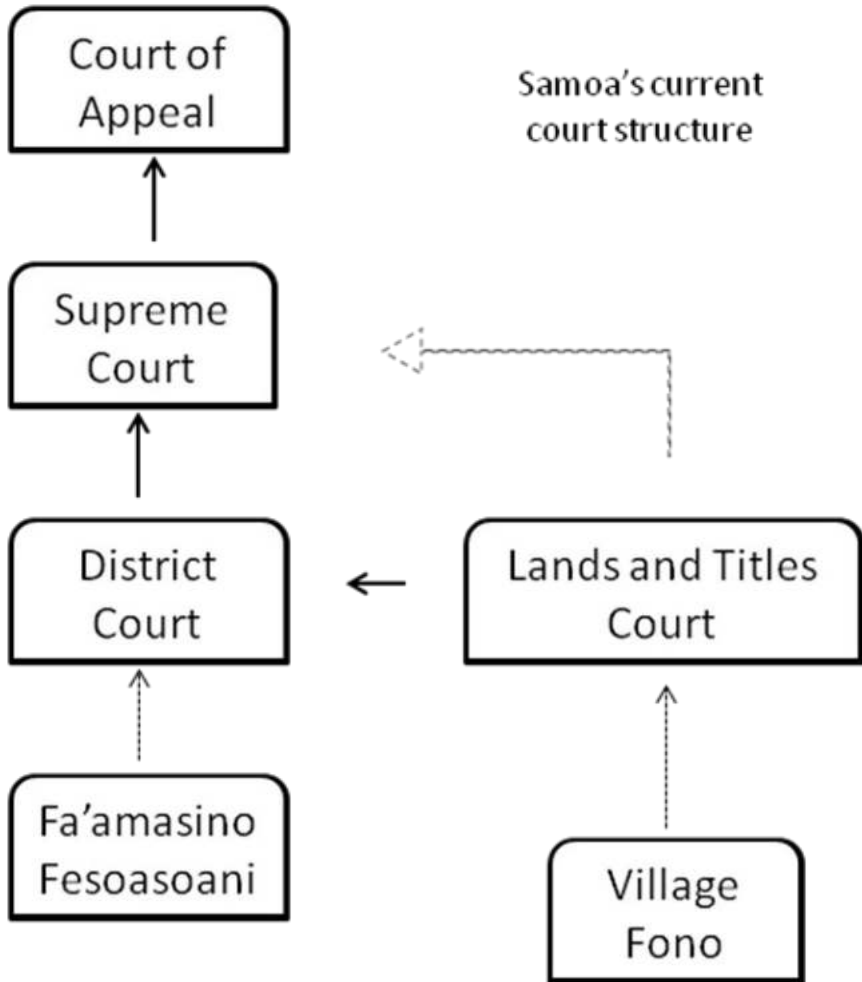 Court of
Appeal
Samoa's current
court structure
Supreme
Court
District
Court
Lands and Titles
Court
Fa'amasino
Fesoasoani
Village
Fono